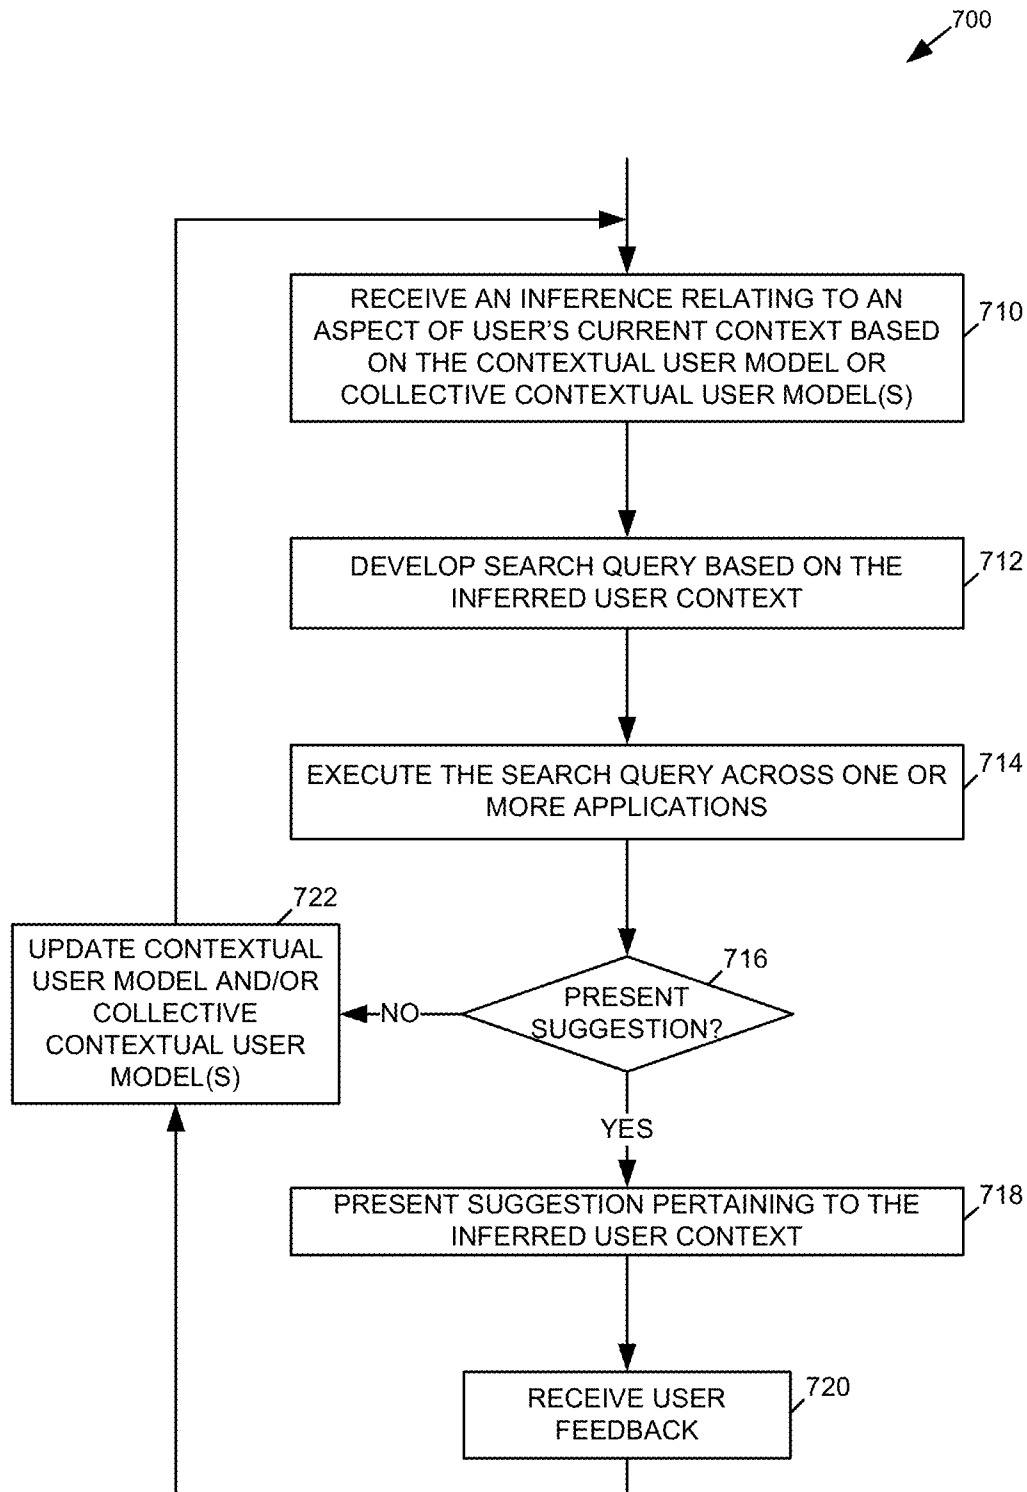 700
RECEIVE AN INFERENCE RELATING TO AN
ASPECT OF USER'S CURRENT CONTEXT BASED
ON THE CONTEXTUAL USER MODEL OR
COLLECTIVE CONTEXTUAL USER MODEL(S)
710
DEVELOP SEARCH QUERY BASED ON THE
INFERRED USER CONTEXT
712
EXECUTE THE SEARCH QUERY ACROSS ONE OR
MORE APPLICATIONS
714
722
UPDATE CONTEXTUAL
USER MODEL AND/OR
COLLECTIVE
CONTEXTUAL USER
MODEL(S)
NO
PRESENT
SUGGESTION?
716
YES
PRESENT SUGGESTION PERTAINING TO THE
INFERRED USER CONTEXT
718
RECEIVE USER
FEEDBACK
720